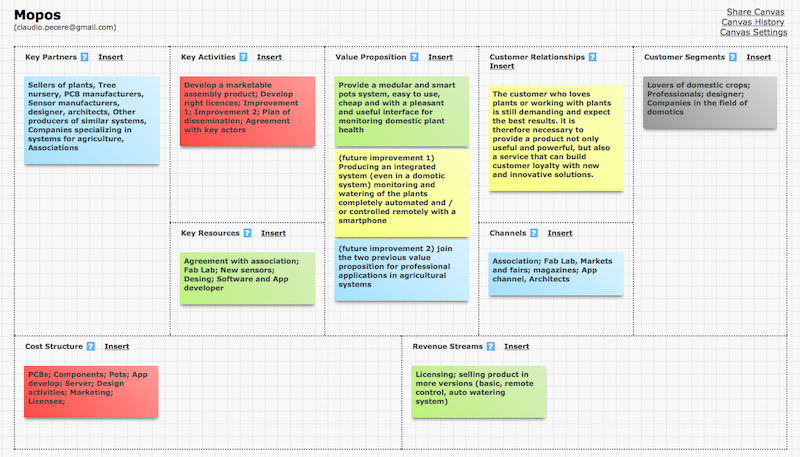 Mopos
(claudio.pecere@gmail.com)
Share Canvas
Canvas History
Canvas Settings
Key Partners ? Insert
Sellers of plants, Tree
nursery, PCB manufacturers,
Sensor manufacturers,
designer, architects, Other
producers of similar systems,
Companies specializing in
systems for agriculture,
Associations
Key Activities ? Insert
Develop a marketable
assembly product; Develop
right licences; Improvement
1; Improvement 2; Plan of
dissemination; Agreement
with key actors
Key Resources ? Insert
Agreement with association;
Fab Lab; New sensors;
Desing; Software and App
developer
Value Proposition ? Insert
Provide a modular and smart
pots system, easy to use,
cheap and with a pleasant
and useful interface for
monitoring domestic plant
health
(future improvement 1)
Producing an integrated
system (even in a domotic
system) monitoring and
watering of the plants
completely automated and /
or controlled remotely with a
smartphone
(future improvement 2) join
the two previous value
proposition for professional
applications in agricultural
systems
Customer Relationships ?
Insert
The customer who loves
plants or working with plants
is still demanding and expect
the best results. it is
therefore necessary to
provide a product not only
useful and powerful, but also
a service that can build
customer loyalty with new
and innovative solutions.
Channels ? Insert
Association; Fab Lab, Markets
and fairs; magazines; App
channel, Architects
Customer Segments ? Insert
Lovers of domestic crops;
Professionals; designer;
Companies in the field of
domotics
Cost Structure ? Insert
PCBs; Components; Pots; App
develop; Server; Design
activities; Marketing;
Licenses;
Revenue Streams ? Insert
Licensing; selling product in
more versions (basic, remote
control, auto watering
system)